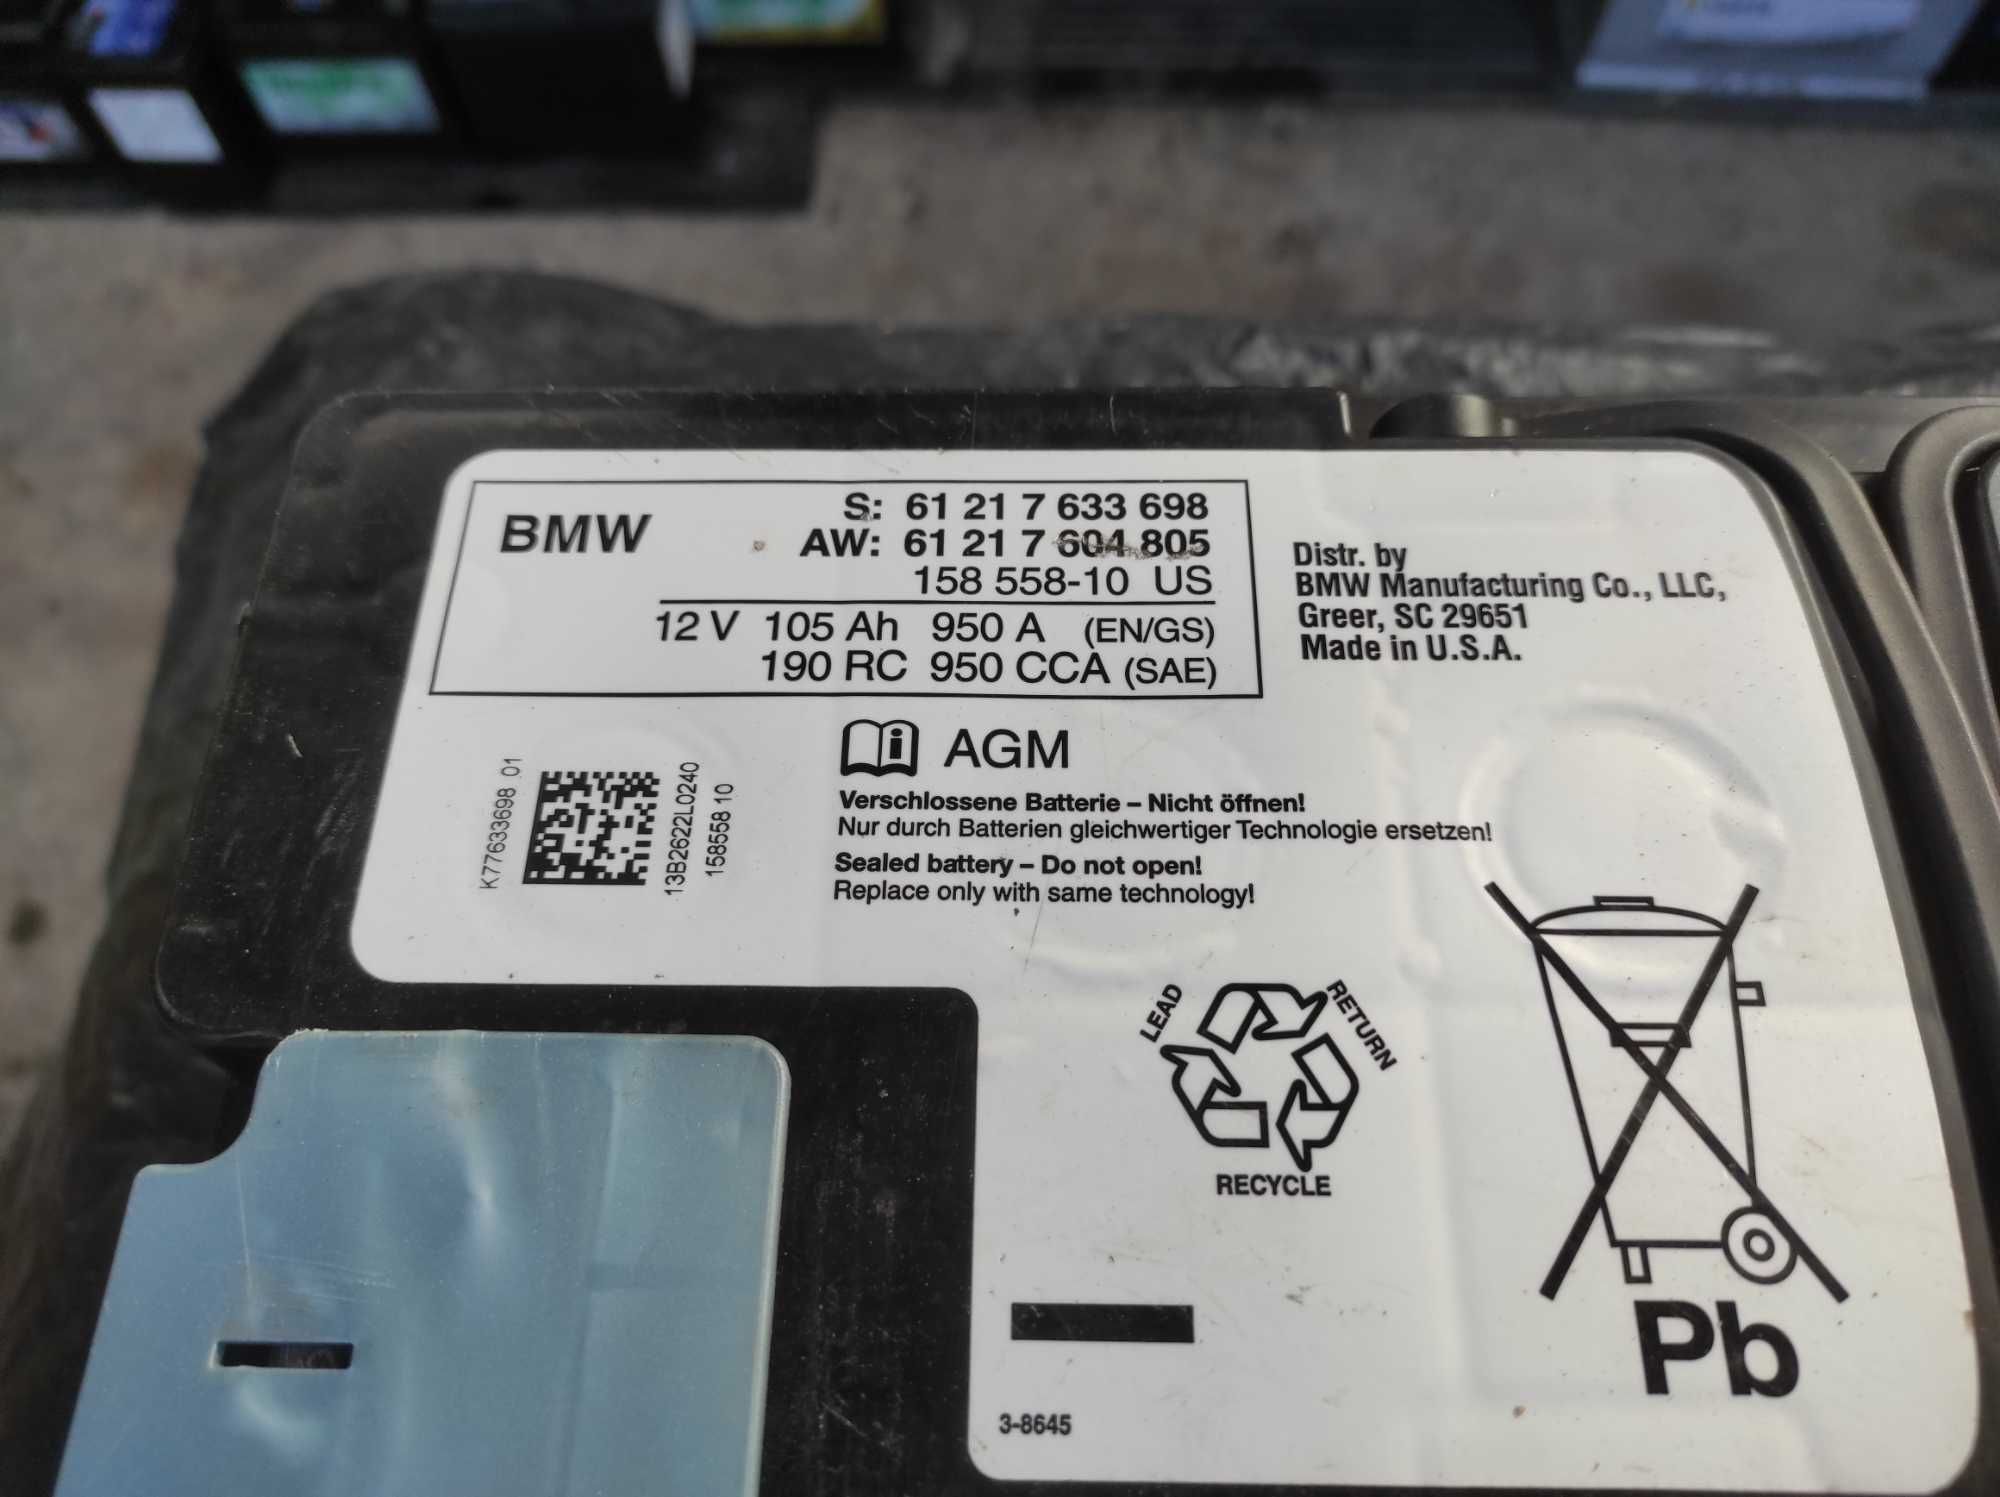 BMW
S: 61 21 7 633 698
AW: 61 21 7 604 805
158 558-10 US
12 V 105 Ah 950 A (EN/GS)
190 RC 950 CCA (SAE)
Distr. by
BMW Manufacturing Co., LLC,
Greer, SC 29651
Made in U.S.A.
K77633698 01
13B2622L0240
158558 10
AGM
Verschlossene Batterie – Nicht öffnen!
Nur durch Batterien gleichwertiger Technologie ersetzen!
Sealed battery – Do not open!
Replace only with same technology!
LEAD
RETURN
RECYCLE
Pb
3-8645